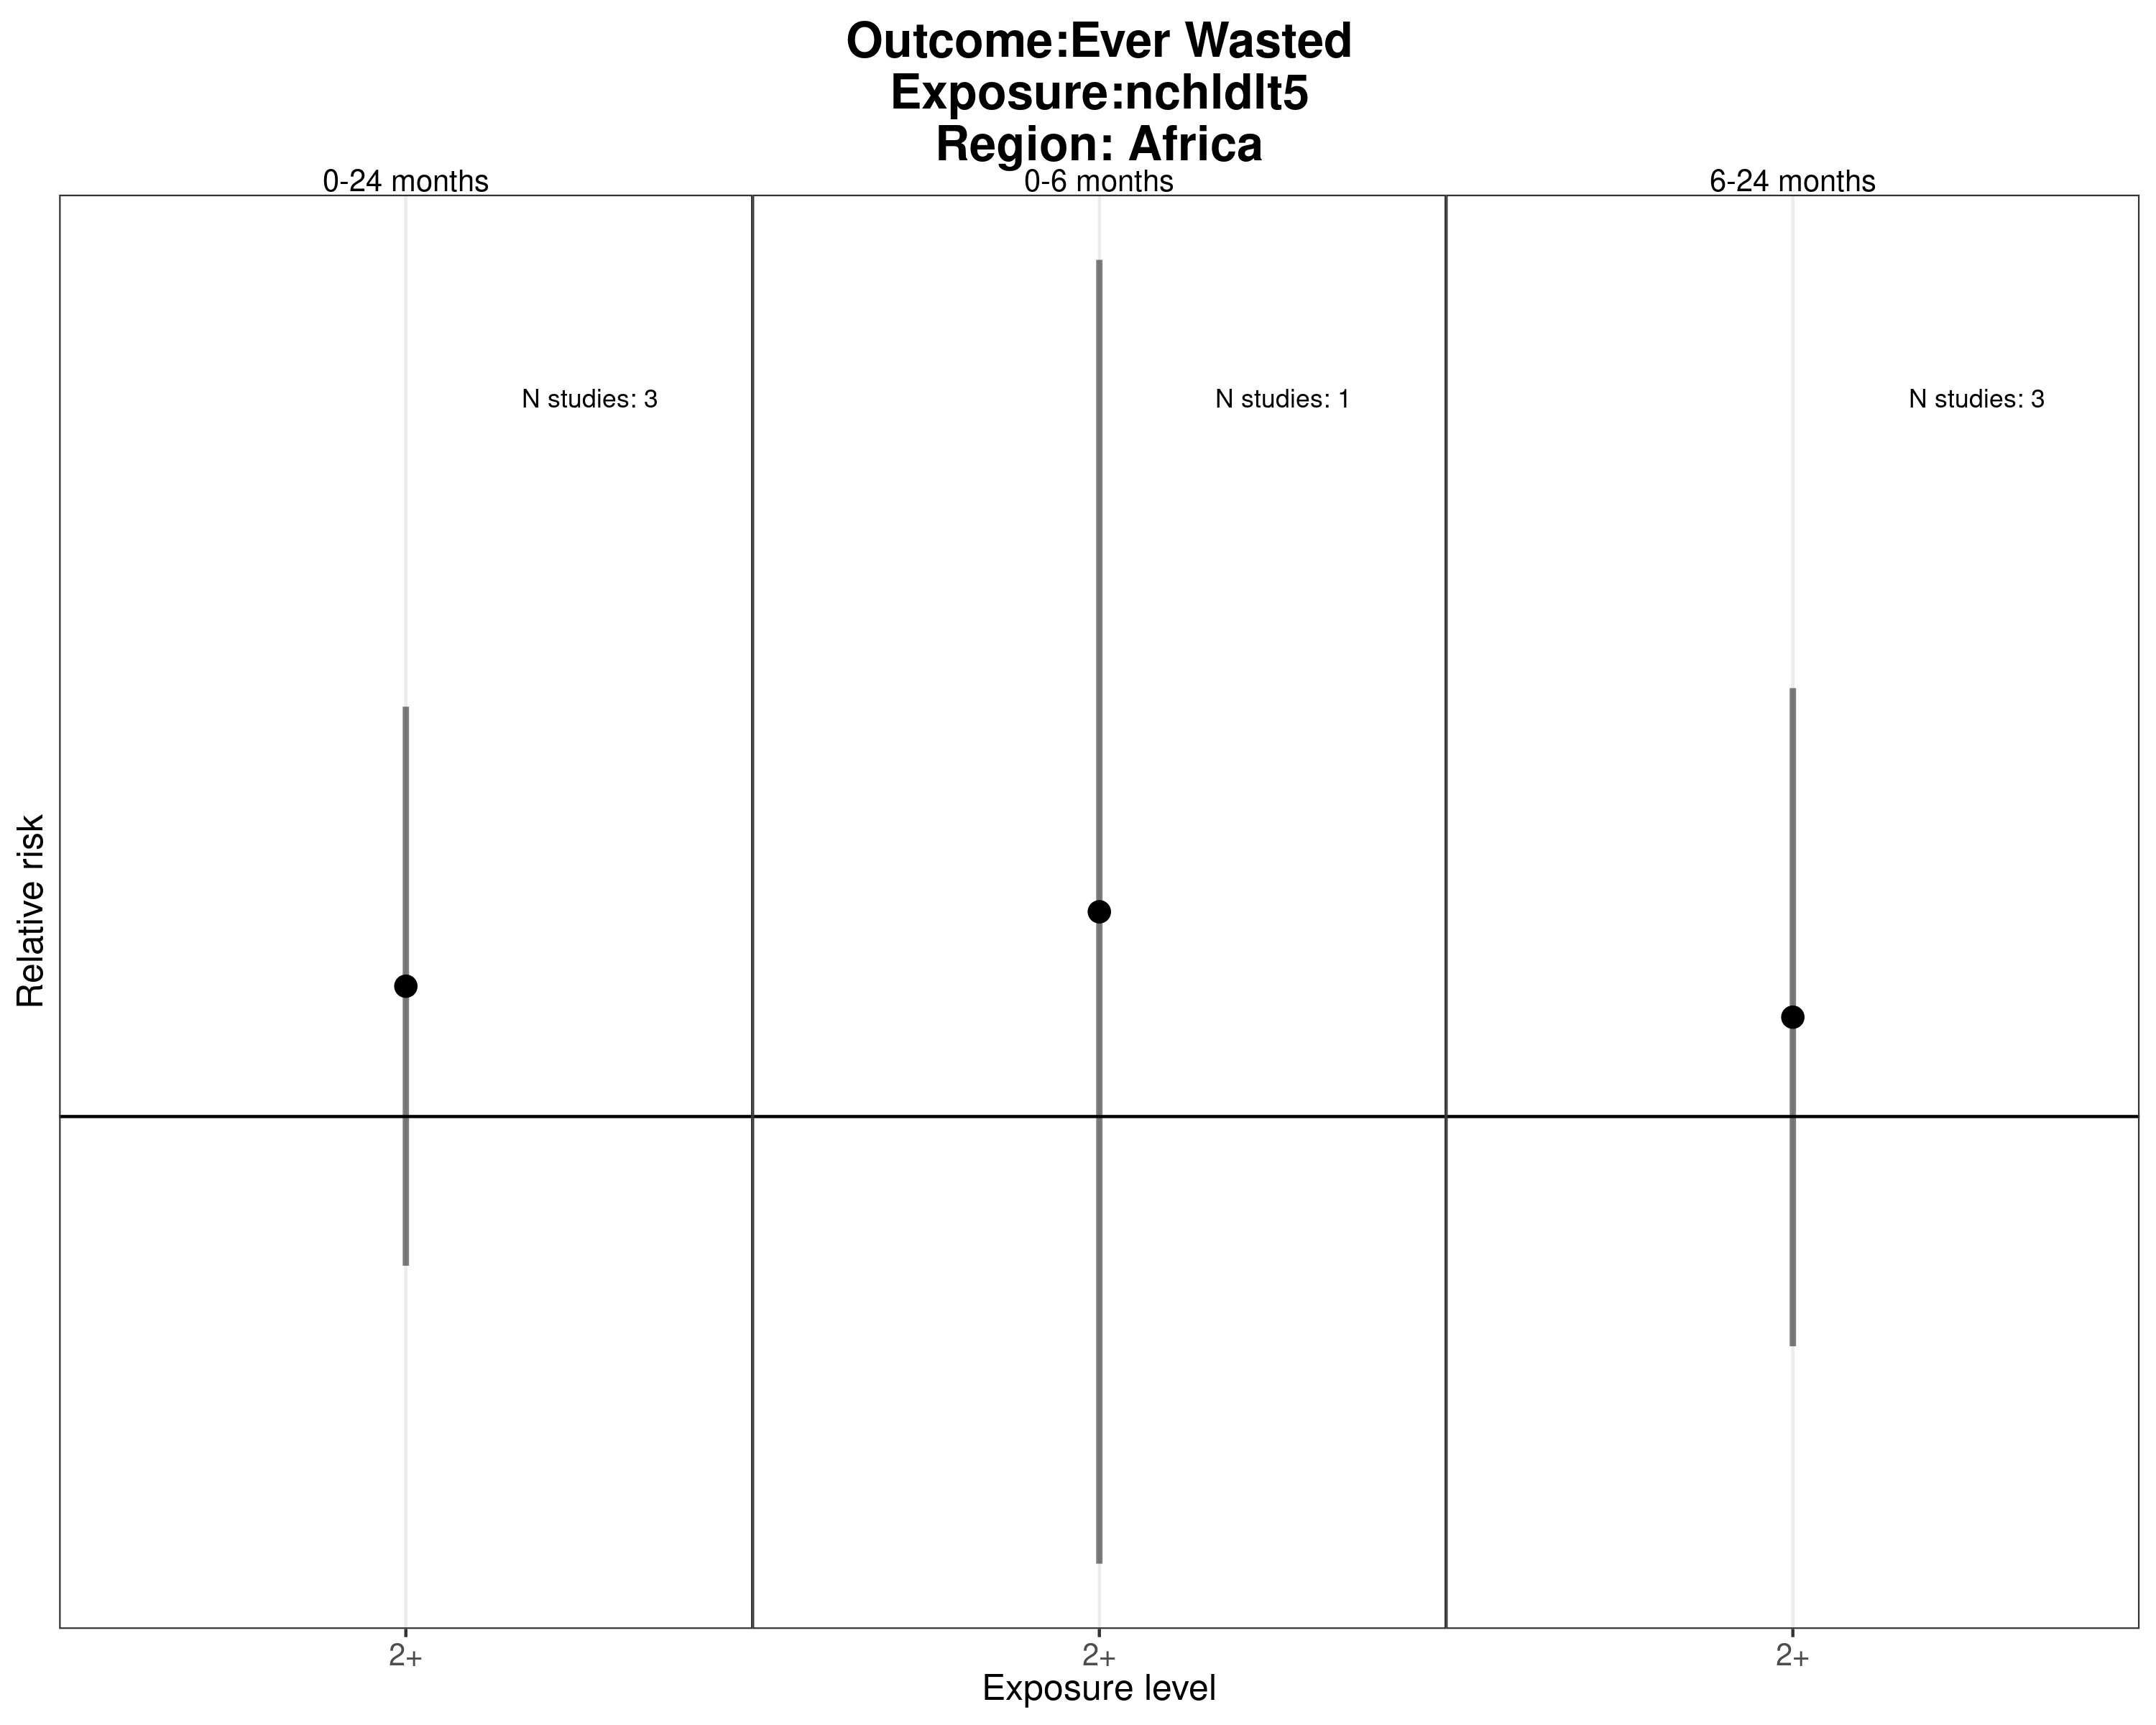 Outcome:Ever Wasted
Exposure:nchldlt5
Region: Africa
0-24 months
0-6 months
6-24 months
N studies: 3
N studies: 1
N studies: 3
Relative risk
2+
2+
2+
Exposure level